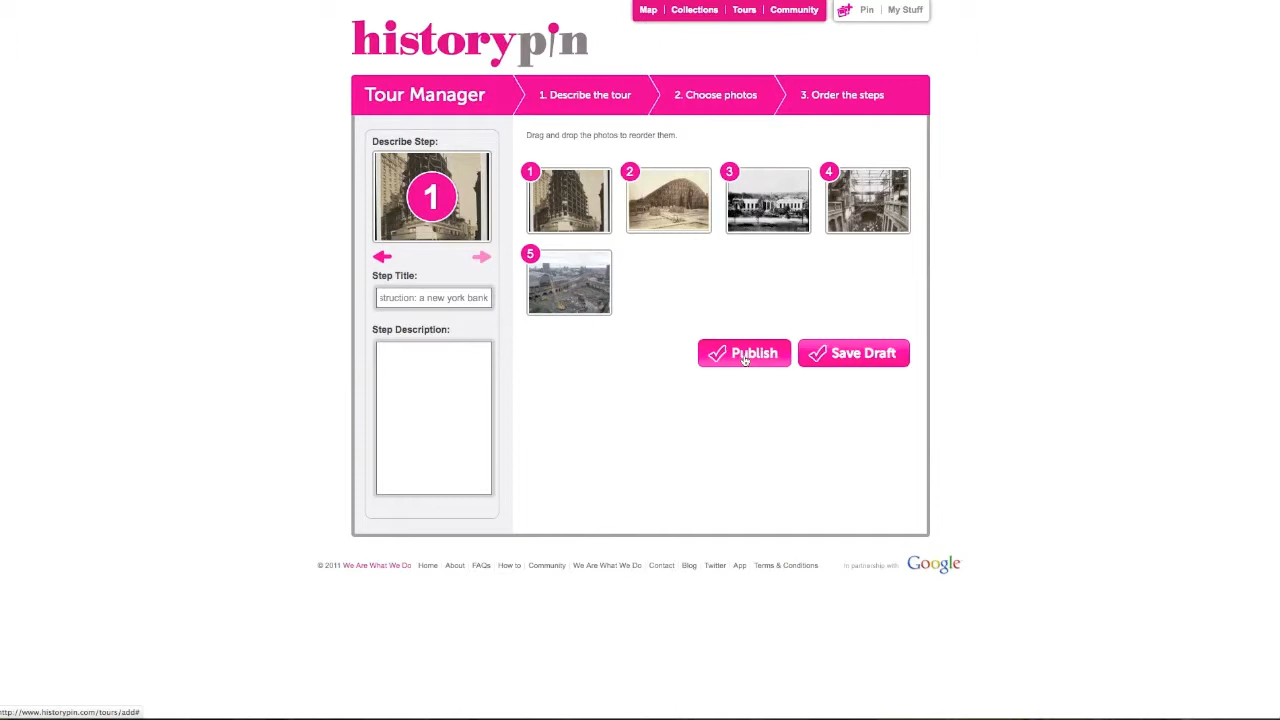 Map Collections Tours Community Pin My Stuff
historypin
Tour Manager 1. Describe the tour 2. Choose photos 3. Order the steps
Describe Step:
1
Step Title:
struction: a new york bank
Step Description:
Drag and drop the photos to reorder them.
1 2 3 4
5
Publish Save Draft
© 2011 We Are What We Do Home About FAQs How to Community We Are What We Do Contact Blog Twitter App Terms & Conditions In partnership with Google
http://www.historypin.com/tours/add#